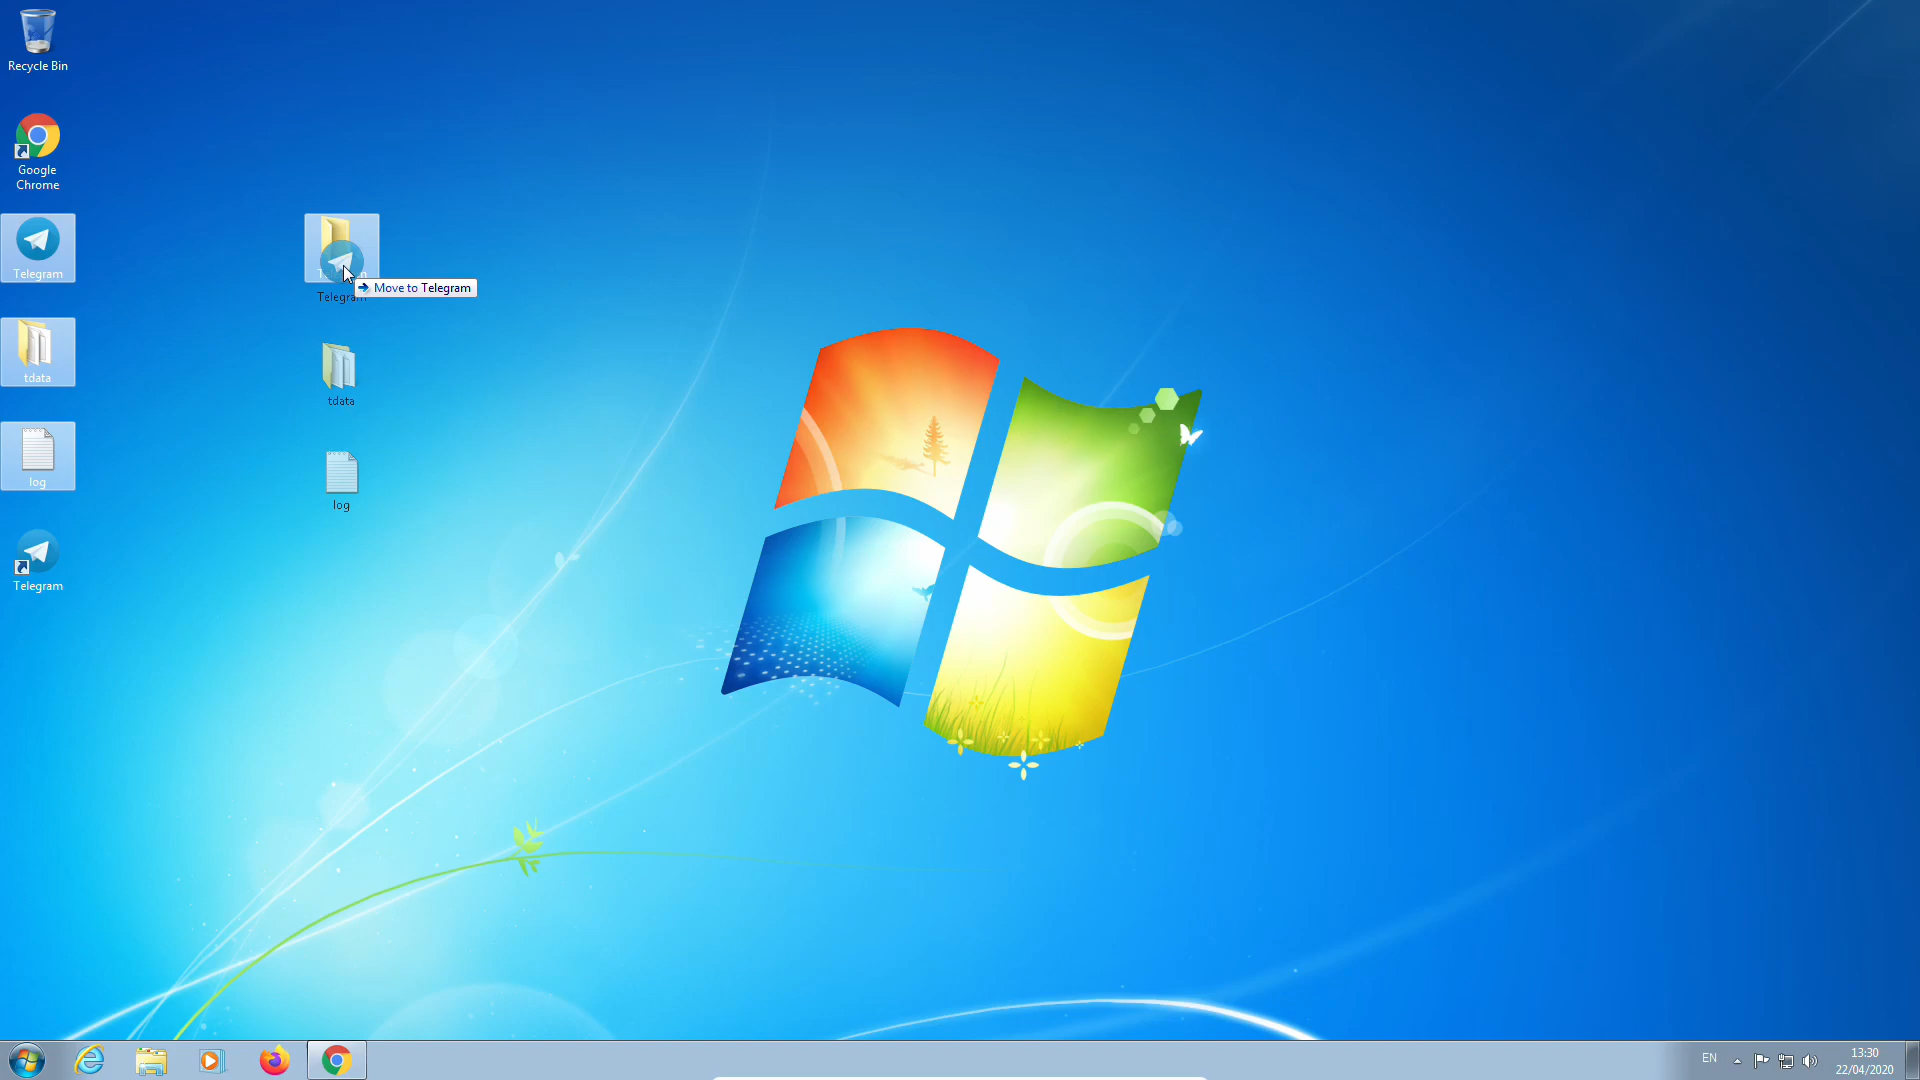 Recycle Bin
Google
Chrome
Telegram
tdata
log
Telegram
Telegram
Move to Telegram
tdata
log
EN
13:30
22/04/2020